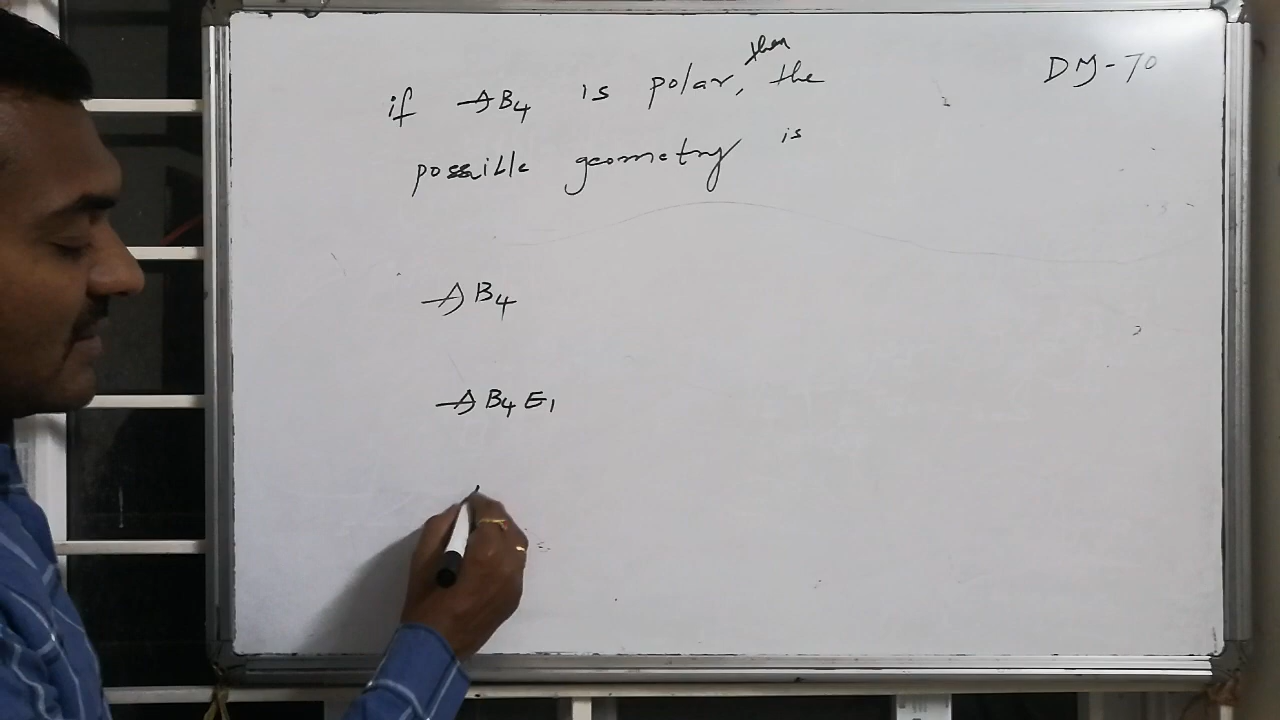 if AB4 is polar, then the
possible geometry is
DM-70
AB4
AB4E1